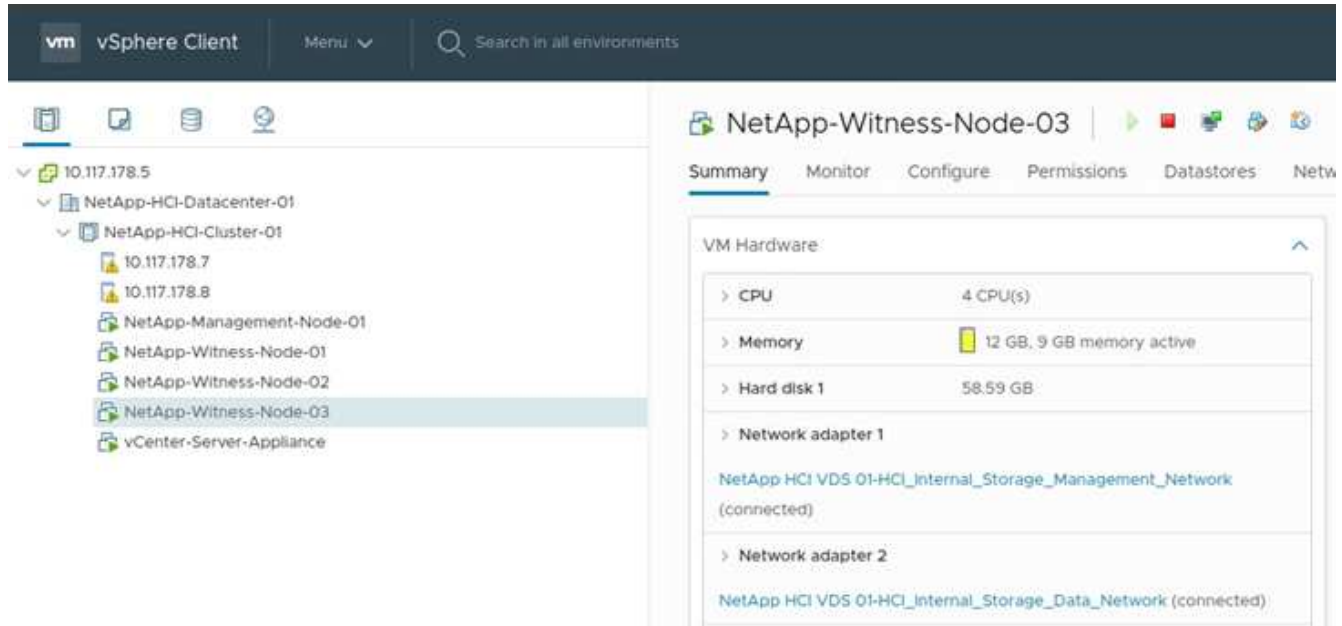 vm vSphere Client Menu Search in all environments
10.117.178.5
NetApp-HCI-Datacenter-01
NetApp-HCI-Cluster-01
10.117.178.7
10.117.178.8
NetApp-Management-Node-01
NetApp-Witness-Node-01
NetApp-Witness-Node-02
NetApp-Witness-Node-03
vCenter-Server-Appliance
NetApp-Witness-Node-03
Summary Monitor Configure Permissions Datastores Netw
VM Hardware
> CPU 4 CPU(s)
> Memory 12 GB, 9 GB memory active
> Hard disk 1 58.59 GB
> Network adapter 1
NetApp HCI VDS 01-HCI_Internal_Storage_Management_Network
(connected)
> Network adapter 2
NetApp HCI VDS 01-HCI_Internal_Storage_Data_Network (connected)